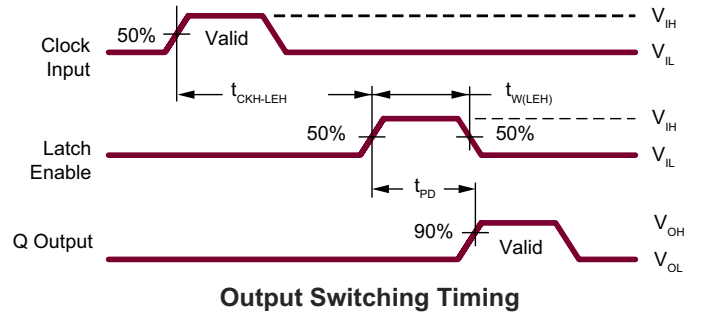 50% Valid V_IH
Clock
Input
V_IL
t_CKH-LEH t_W(LEH)
V_IH
50% 50%
Latch
Enable
V_IL
t_PD
Q Output
90% Valid V_OH
V_OL
Output Switching Timing